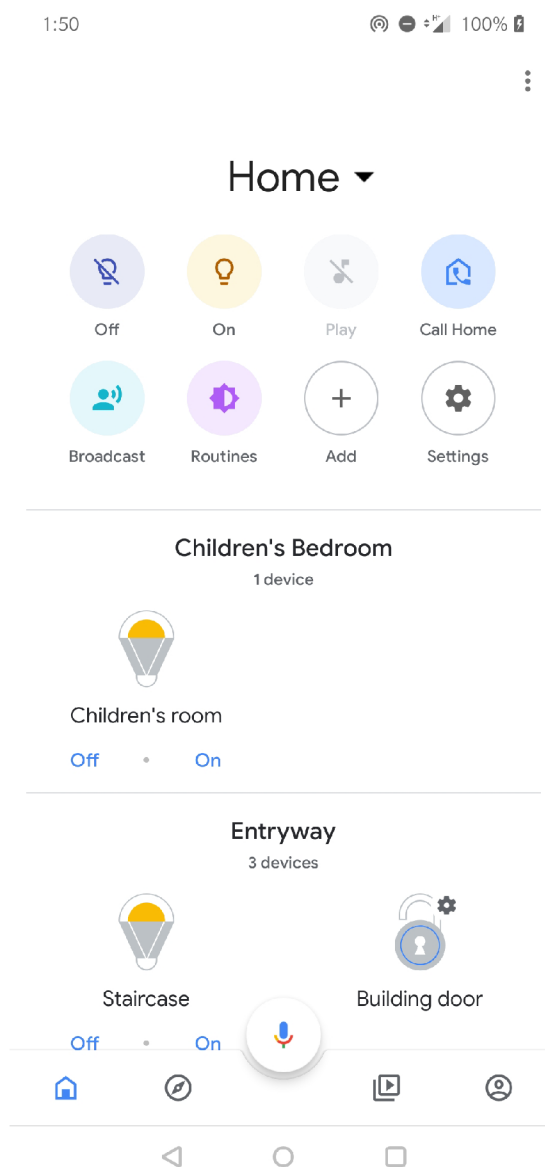 1:50
H+
100%
Home
Off
On
Play
Call Home
Broadcast
Routines
Add
Settings
Children's Bedroom
1 device
Children's room
Off • On
Entryway
3 devices
Staircase
Building door
Off • On